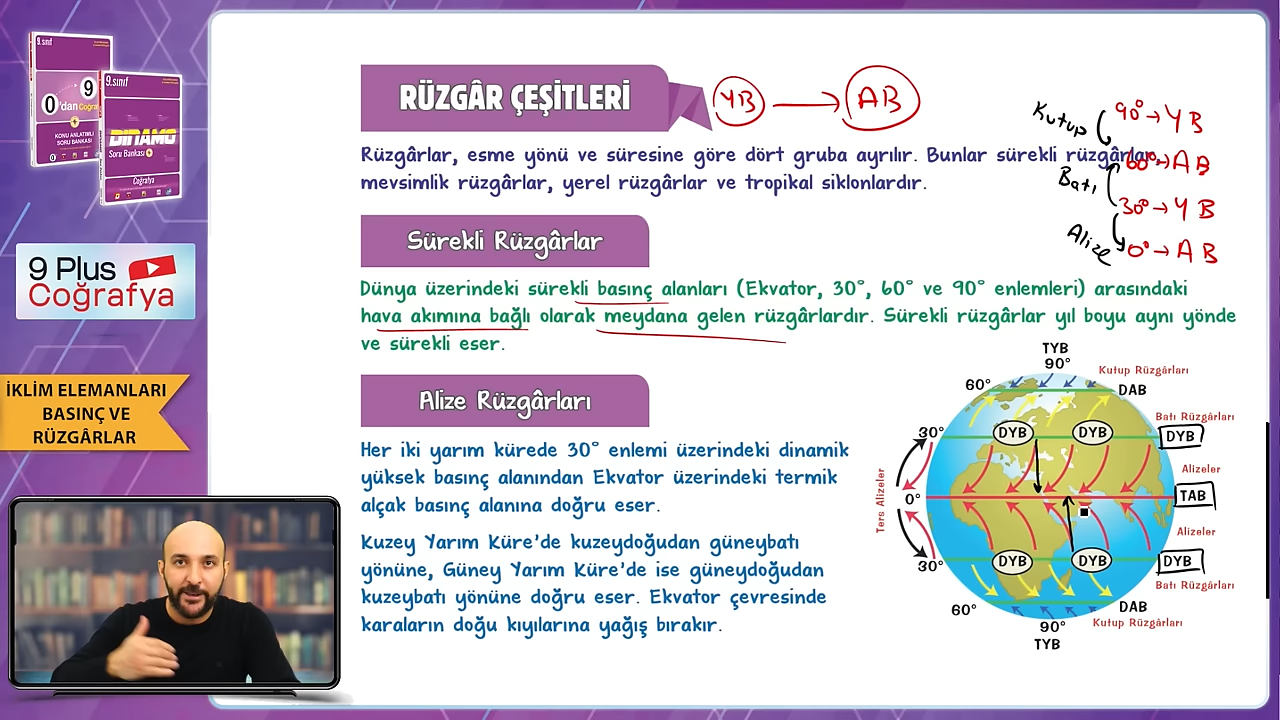 9.sınıf
0'dan 9
Coğrafya
KONU ANLATIMLI
SORU BANKASI
9.sınıf
DİNAMO
Soru Bankası
Coğrafya
9 Plus
Coğrafya
İKLİM ELEMANLARI
BASINÇ VE
RÜZGÂRLAR
RÜZGÂR ÇEŞİTLERİ
YB → AB
Rüzgârlar, esme yönü ve süresine göre dört gruba ayrılır. Bunlar sürekli rüzgârlar,
mevsimlik rüzgârlar, yerel rüzgârlar ve tropikal siklonlardır.
Kutup
90° → YB
60° → AB
Batı
30° → YB
Alize
0° → AB
Sürekli Rüzgârlar
Dünya üzerindeki sürekli basınç alanları (Ekvator, 30°, 60° ve 90° enlemleri) arasındaki
hava akımına bağlı olarak meydana gelen rüzgârlardır. Sürekli rüzgârlar yıl boyu aynı yönde
ve sürekli eser.
Alize Rüzgârları
Her iki yarım kürede 30° enlemi üzerindeki dinamik
yüksek basınç alanından Ekvator üzerindeki termik
alçak basınç alanına doğru eser.
Kuzey Yarım Küre'de kuzeydoğudan güneybatı
yönüne, Güney Yarım Küre'de ise güneydoğudan
kuzeybatı yönüne doğru eser. Ekvator çevresinde
karaların doğu kıyılarına yağış bırakır.
TYB
90°
Kutup Rüzgârları
60°
DAB
Batı Rüzgârları
30°
DYB
DYB
DYB
Alizeler
Ters Alizeler
0°
TAB
Alizeler
30°
DYB
DYB
DYB
Batı Rüzgârları
60°
DAB
Kutup Rüzgârları
90°
TYB